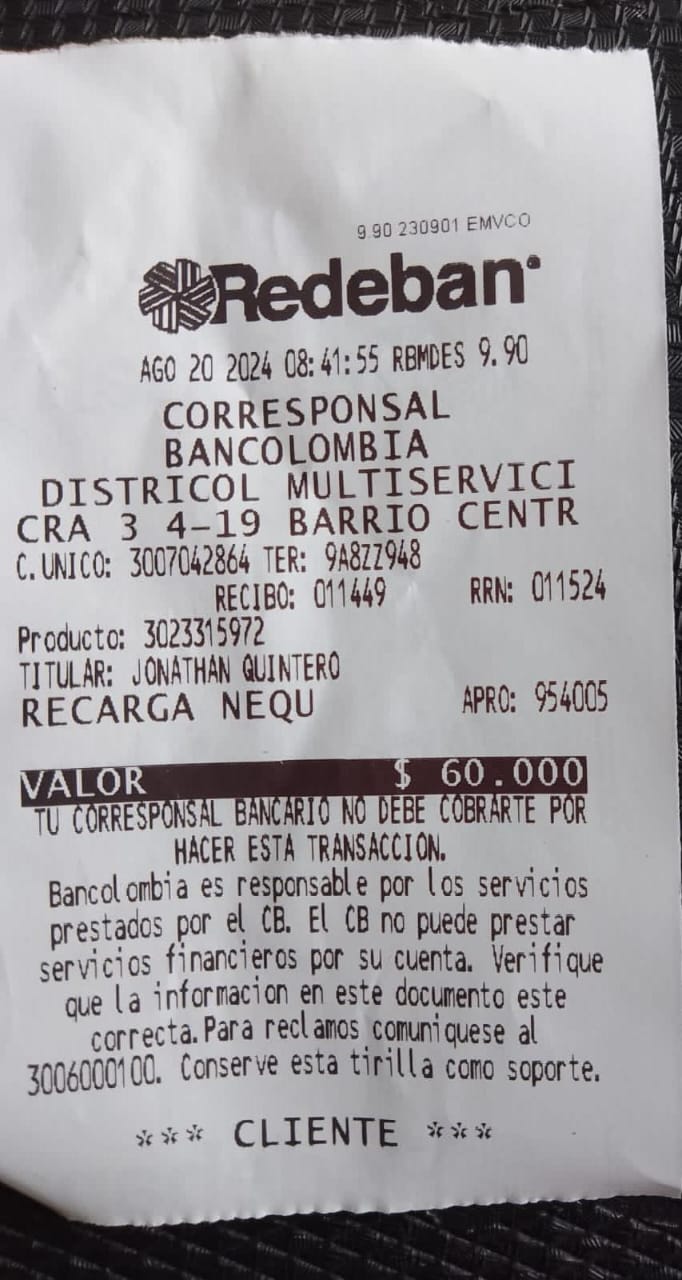 9.90 230901 EMVCO
Redeban
AGO 20 2024 08:41:55 RBMDES 9.90
CORRESPONSAL
BANCOLOMBIA
DISTRICOL MULTISERVICI
CRA 3 4-19 BARRIO CENTR
C.UNICO: 3007042864 TER: 9A8ZZ948
RECIBO: 011449 RRN: 011524
Producto: 3023315972
TITULAR: JONATHAN QUINTERO
RECARGA NEQU APRO: 954005
VALOR $ 60.000
TU CORRESPONSAL BANCARIO NO DEBE COBRARTE POR
HACER ESTA TRANSACCION.
Bancolombia es responsable por los servicios
prestados por el CB. El CB no puede prestar
servicios financieros por su cuenta. Verifique
que la informacion en este documento este
correcta.Para reclamos comuniquese al
3006000100. Conserve esta tirilla como soporte.
*** CLIENTE ***